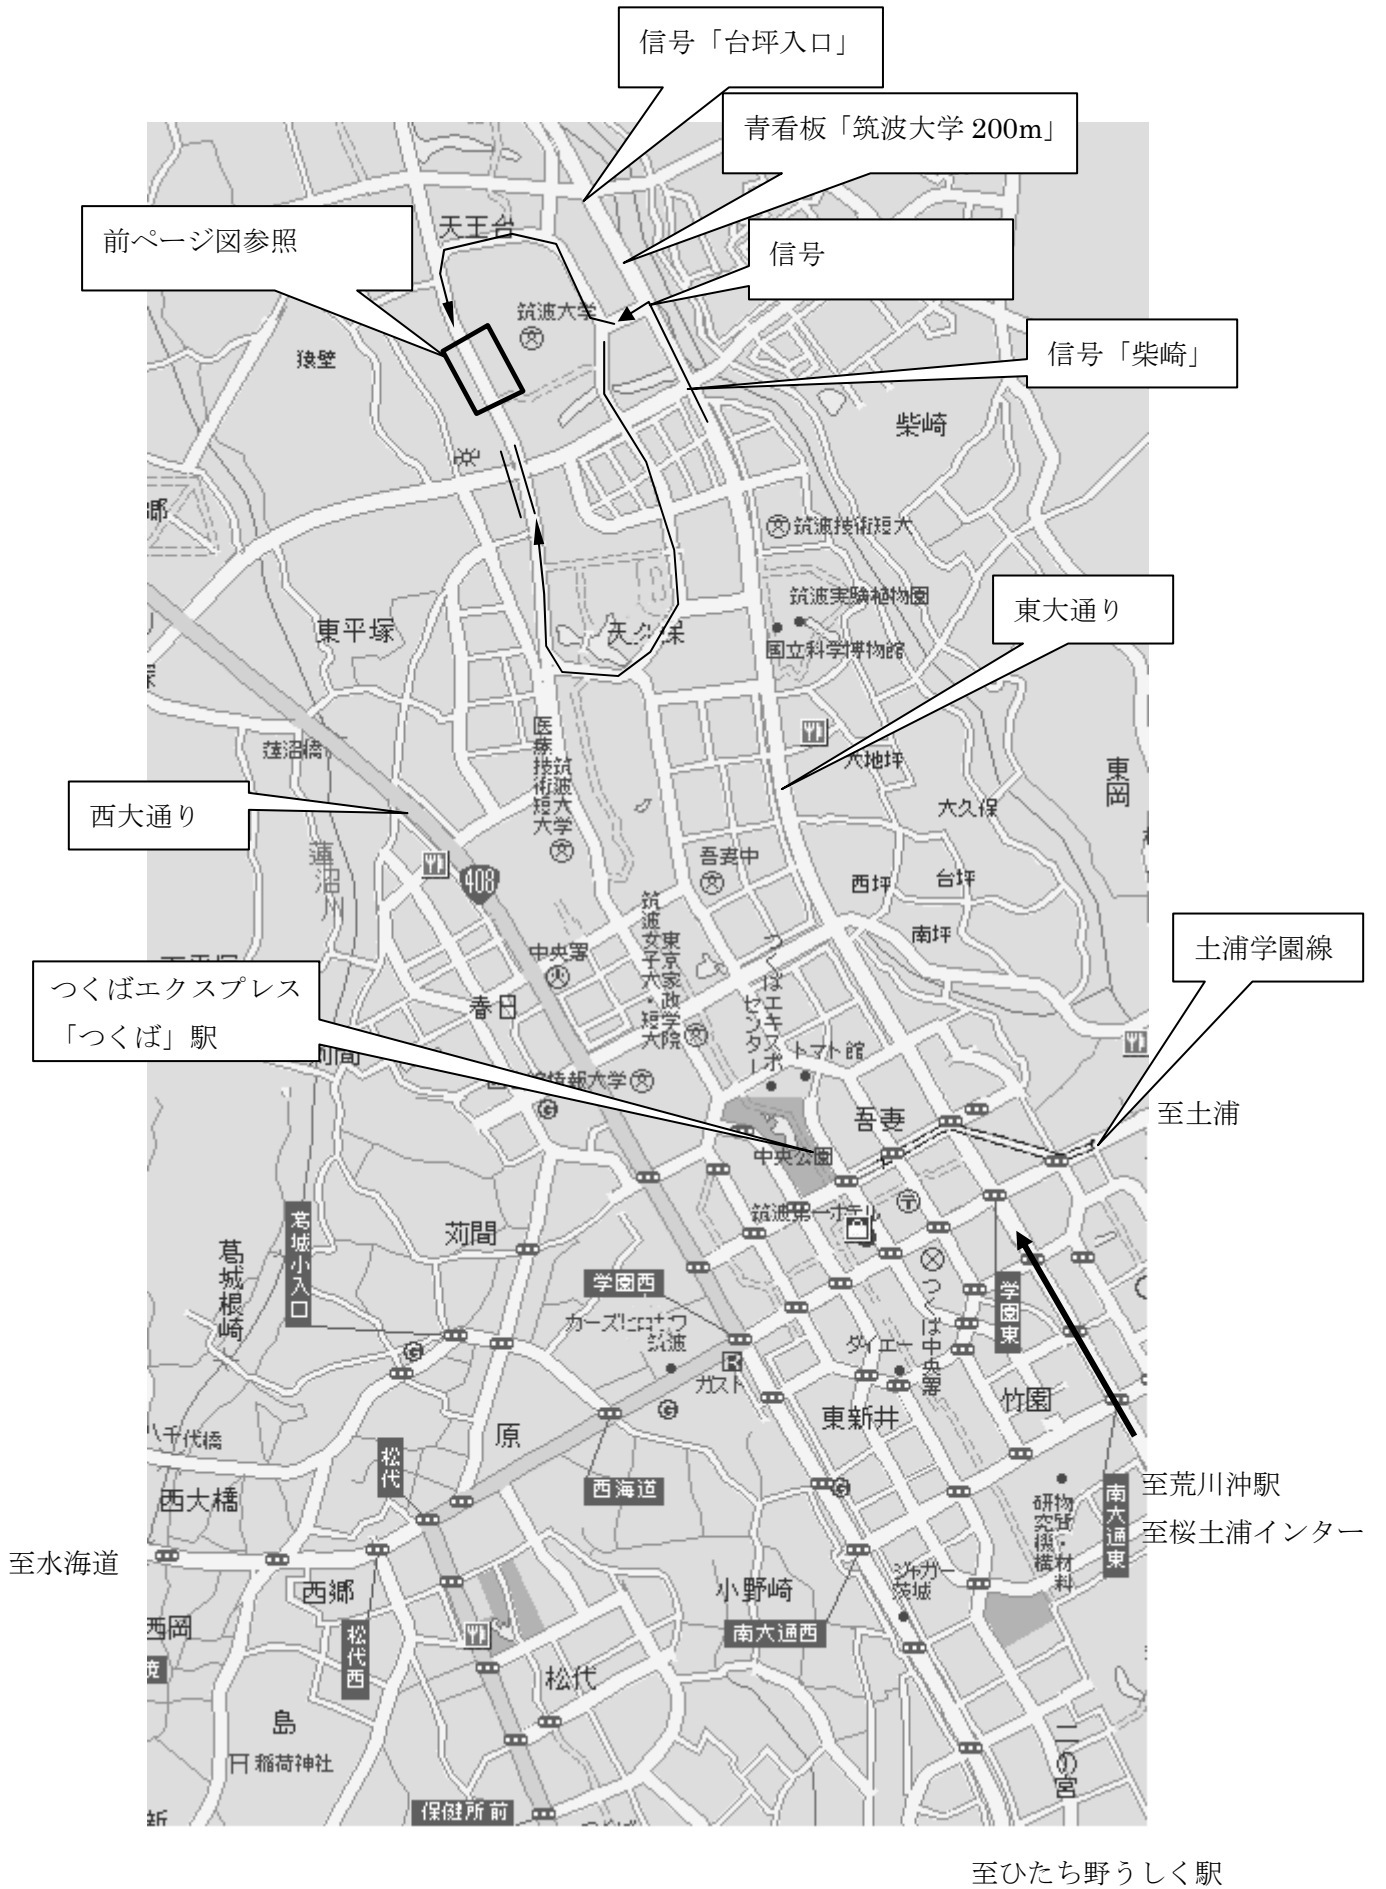 信号「台坪入口」
青看板「筑波大学 200m」
前ページ図参照
天王台
信号
筑波大学
信号「柴崎」
猿壁
柴崎
郷
筑波技術短大
筑波実験植物園
東大通り
東平塚
天久保
国立科学博物館
蓮沼橋
医療技術短大
筑波大学
大地坪
東岡
西大通り
大久保
蓮沼川
408
吾妻中
西坪
台坪
南坪
土浦学園線
中央署
筑波女子大・短大
東京家政学院
つくばエキスポセンター
つくばエクスプレス
「つくば」駅
春日
苅間
トマト館
情報大学
吾妻
至土浦
中央公園
筑波第一ホテル
葛城小入口
苅間
葛城根崎
学園西
学園東
つくば中央署
筑波
ダイエー
ガスト
竹園
東新井
八千代橋
原
松代
西大橋
西海道
研究機構
物質・材料
南大通東
至荒川沖駅
至桜土浦インター
至水海道
西郷
小野崎
ジャガー
茨城
西岡
松代西
南大通西
松代
島
稲荷神社
二の宮
保健所前
新
至ひたち野うしく駅